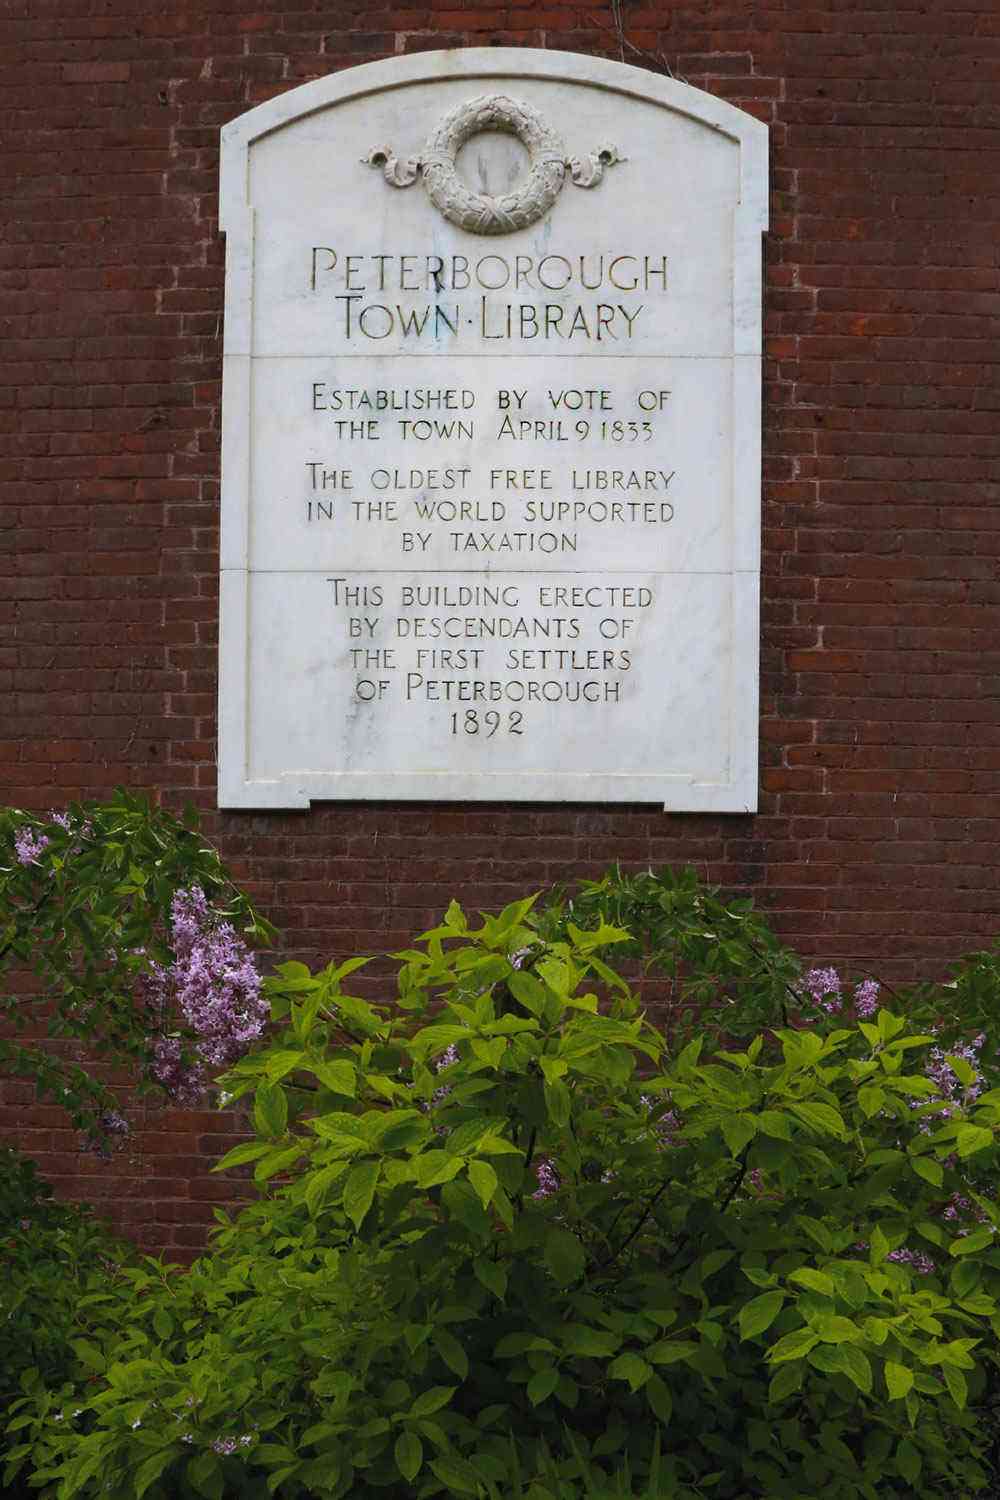 PETERBOROUGH
TOWN · LIBRARY
ESTABLISHED BY VOTE OF
THE TOWN APRIL 9 1833
THE OLDEST FREE LIBRARY
IN THE WORLD SUPPORTED
BY TAXATION
THIS BUILDING ERECTED
BY DESCENDANTS OF
THE FIRST SETTLERS
OF PETERBOROUGH
1892